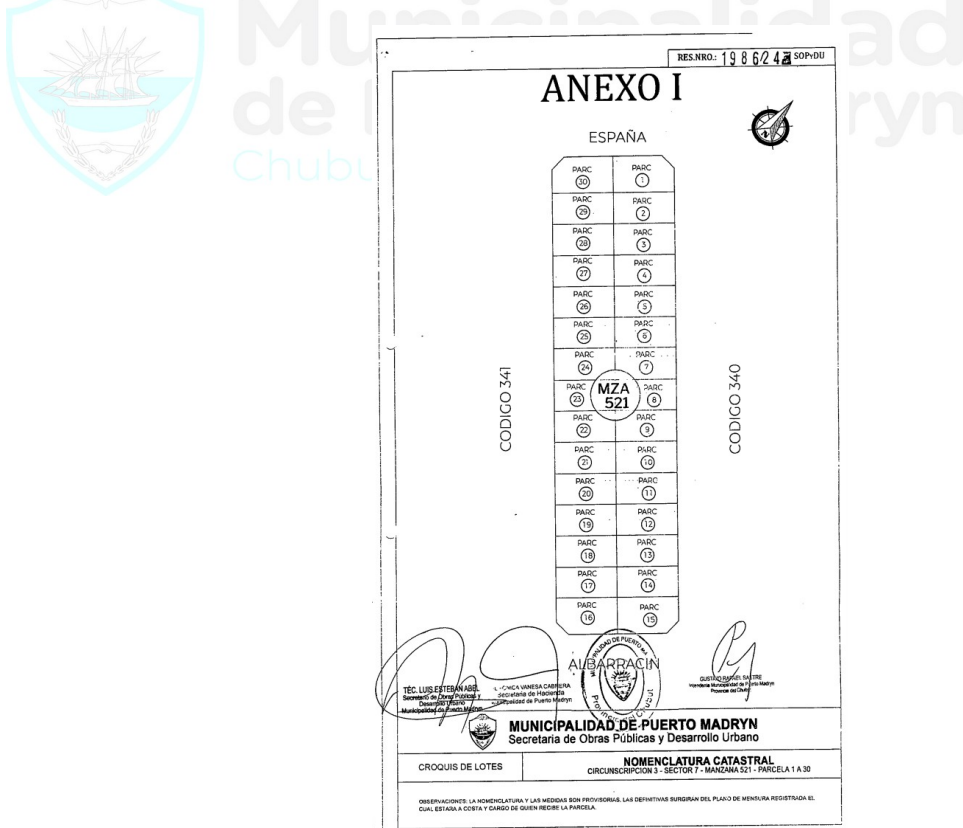 Municipalidad
de
ryn
Chubu
RES.NRO.: 1986/24 SOPyDU
ANEXO I
ESPAÑA
PARC 30 PARC 1
PARC 29 PARC 2
PARC 28 PARC 3
PARC 27 PARC 4
PARC 26 PARC 5
PARC 25 PARC 6
PARC 24 PARC 7
PARC 23 PARC 8
MZA
521
PARC 22 PARC 9
PARC 21 PARC 10
PARC 20 PARC 11
PARC 19 PARC 12
PARC 18 PARC 13
PARC 17 PARC 14
PARC 16 PARC 15
CODIGO 341
CODIGO 340
ALBARRACIN
TÉC. LUIS ESTEBAN ABEL
Secretario de Obras Públicas y
Desarrollo Urbano
Municipalidad de Puerto Madryn
VANESA CABRERA
Secretaria de Hacienda
Municipalidad de Puerto Madryn
GUSTAVO RAFAEL SASTRE
Intendente Municipalidad de Puerto Madryn
Provincia del Chubut
MUNICIPALIDAD DE PUERTO MADRYN
Secretaria de Obras Públicas y Desarrollo Urbano
CROQUIS DE LOTES
NOMENCLATURA CATASTRAL
CIRCUNSCRIPCION 3 - SECTOR 7 - MANZANA 521 - PARCELA 1 A 30
OBSERVACIONES: LA NOMENCLATURA Y LAS MEDIDAS SON PROVISORIAS. LAS DEFINITIVAS SURGIRAN DEL PLANO DE MENSURA REGISTRADA EL
CUAL ESTARA A COSTA Y CARGO DE QUIEN RECIBE LA PARCELA.